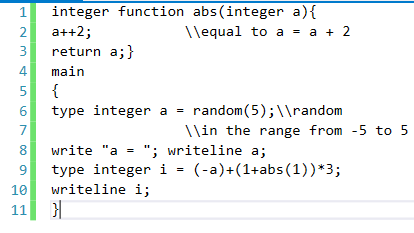 1 integer function abs(integer a){
2 a++2; \\equal to a = a + 2
3 return a;}
4 main
5 {
6 type integer a = random(5);\\random
7 \\in the range from -5 to 5
8 write "a = "; writeline a;
9 type integer i = (-a)+(1+abs(1))*3;
10 writeline i;
11 }